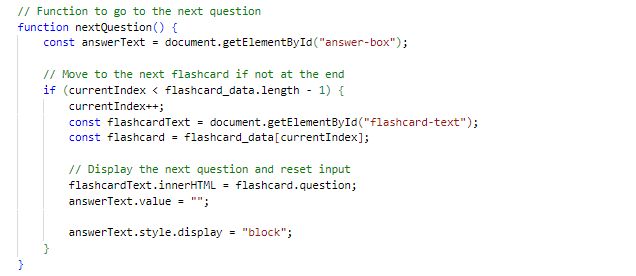 // Function to go to the next question
function nextQuestion() {
    const answerText = document.getElementById("answer-box");

    // Move to the next flashcard if not at the end
    if (currentIndex < flashcard_data.length - 1) {
        currentIndex++;
        const flashcardText = document.getElementById("flashcard-text");
        const flashcard = flashcard_data[currentIndex];

        // Display the next question and reset input
        flashcardText.innerHTML = flashcard.question;
        answerText.value = "";

        answerText.style.display = "block";
    }
}